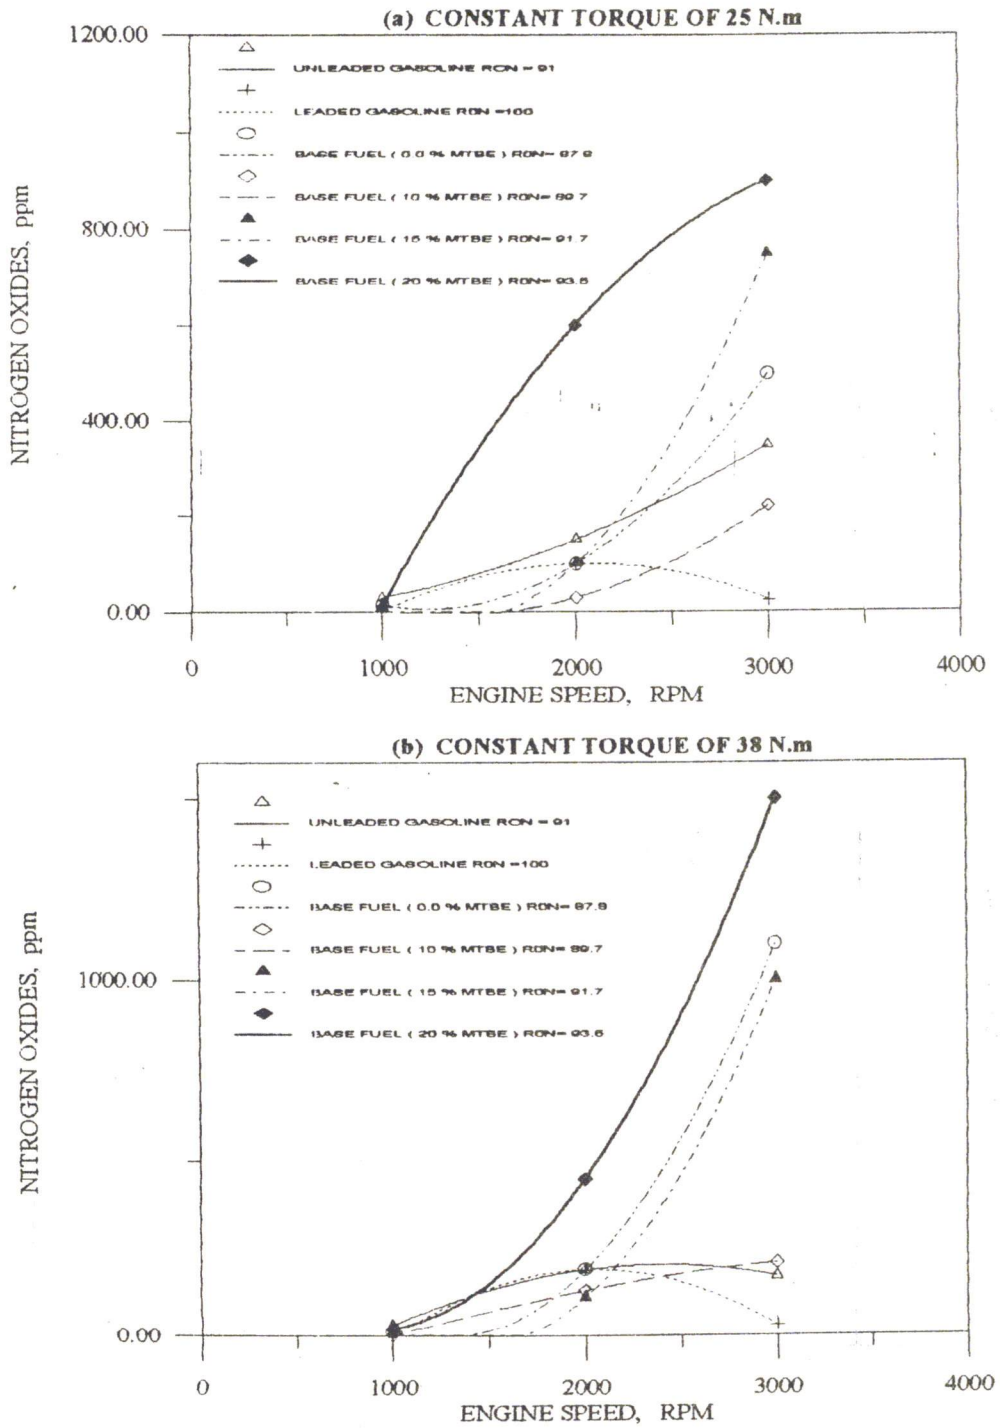 (a) CONSTANT TORQUE OF 25 N.m
1200.00
800.00
400.00
0.00
NITROGEN OXIDES, ppm
UNLEADED GASOLINE RON = 91
LEADED GASOLINE RON =100
BASE FUEL ( 0.0 % MTBE ) RON= 87.8
BASE FUEL ( 10 % MTBE ) RON= 89.7
BASE FUEL ( 15 % MTBE ) RON= 91.7
BASE FUEL ( 20 % MTBE ) RON= 93.5
0 1000 2000 3000 4000
ENGINE SPEED, RPM
(b) CONSTANT TORQUE OF 38 N.m
1000.00
0.00
NITROGEN OXIDES, ppm
UNLEADED GASOLINE RON = 91
LEADED GASOLINE RON =100
BASE FUEL ( 0.0 % MTBE ) RON= 87.8
BASE FUEL ( 10 % MTBE ) RON= 89.7
BASE FUEL ( 15 % MTBE ) RON= 91.7
BASE FUEL ( 20 % MTBE ) RON= 93.5
0 1000 2000 3000 4000
ENGINE SPEED, RPM